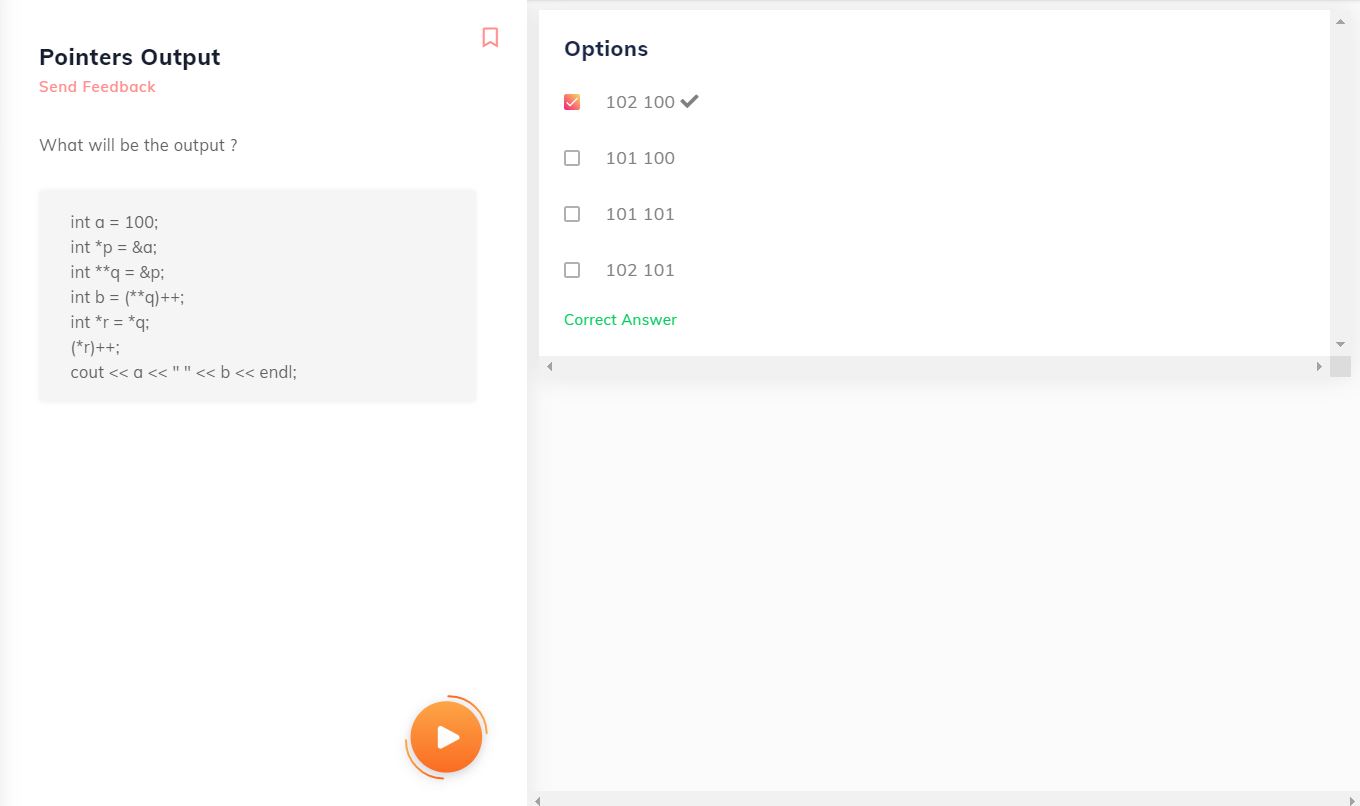 Pointers Output
Send Feedback
What will be the output ?
int a = 100;
int *p = &a;
int **q = &p;
int b = (**q)++;
int *r = *q;
(*r)++;
cout << a << " " << b << endl;
Options
102 100
101 100
101 101
102 101
Correct Answer